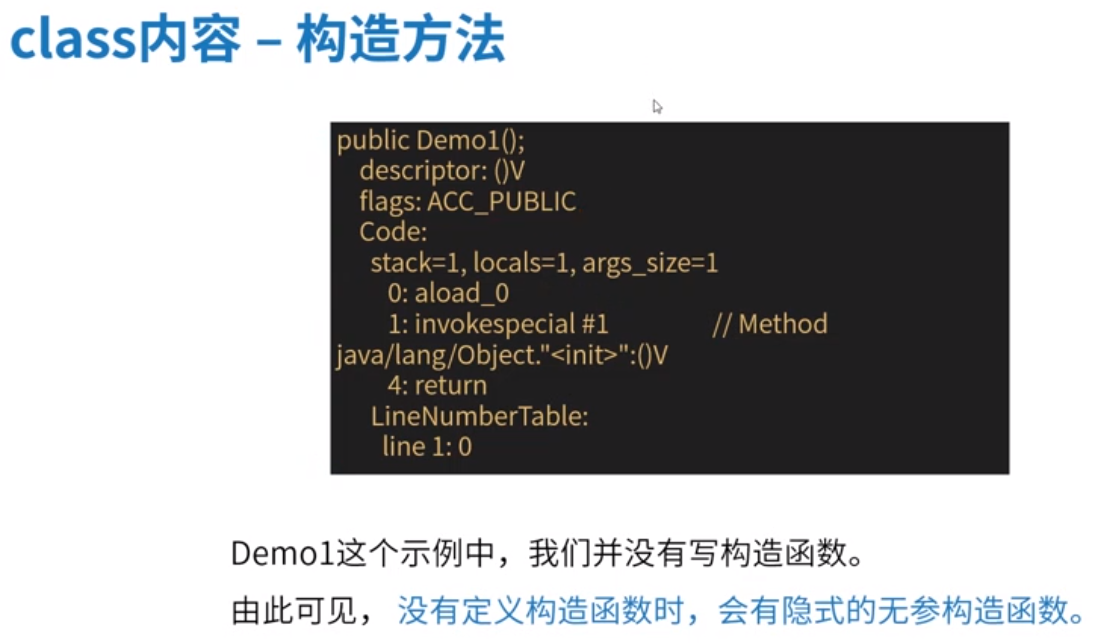 class内容 – 构造方法
public Demo1();
descriptor: ()V
flags: ACC_PUBLIC
Code:
stack=1, locals=1, args_size=1
0: aload_0
1: invokespecial #1 // Method
java/lang/Object."<init>":()V
4: return
LineNumberTable:
line 1: 0
Demo1这个示例中，我们并没有写构造函数。
由此可见， 没有定义构造函数时，会有隐式的无参构造函数。